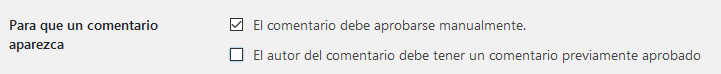 Para que un comentario aparezca
El comentario debe aprobarse manualmente.
El autor del comentario debe tener un comentario previamente aprobado